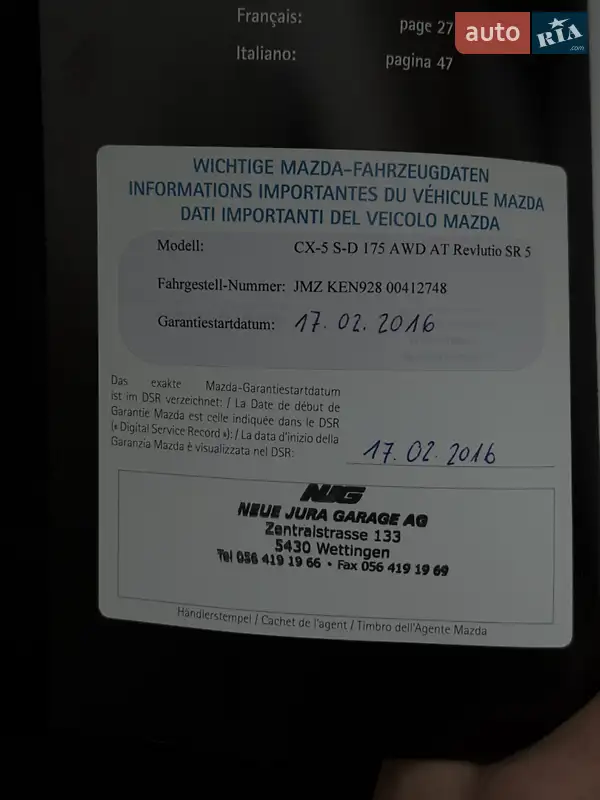 Français: page 27
Italiano: pagina 47
auto RIA .com
WICHTIGE MAZDA-FAHRZEUGDATEN
INFORMATIONS IMPORTANTES DU VÉHICULE MAZDA
DATI IMPORTANTI DEL VEICOLO MAZDA
Modell: CX-5 S-D 175 AWD AT Revlutio SR 5
Fahrgestell-Nummer: JMZ KEN928 00412748
Garantiestartdatum: 17.02.2016
Das exakte Mazda-Garantiestartdatum
ist im DSR verzeichnet: / La Date de début de
Garantie Mazda est celle indiquée dans le DSR
(« Digital Service Record »): / La data d'inizio della
Garanzia Mazda è visualizzata nel DSR: 17.02.2016
NJG
NEUE JURA GARAGE AG
Zentralstrasse 133
5430 Wettingen
Tel 056 419 19 66 • Fax 056 419 19 69
Händlerstempel / Cachet de l'agent / Timbro dell'Agente Mazda